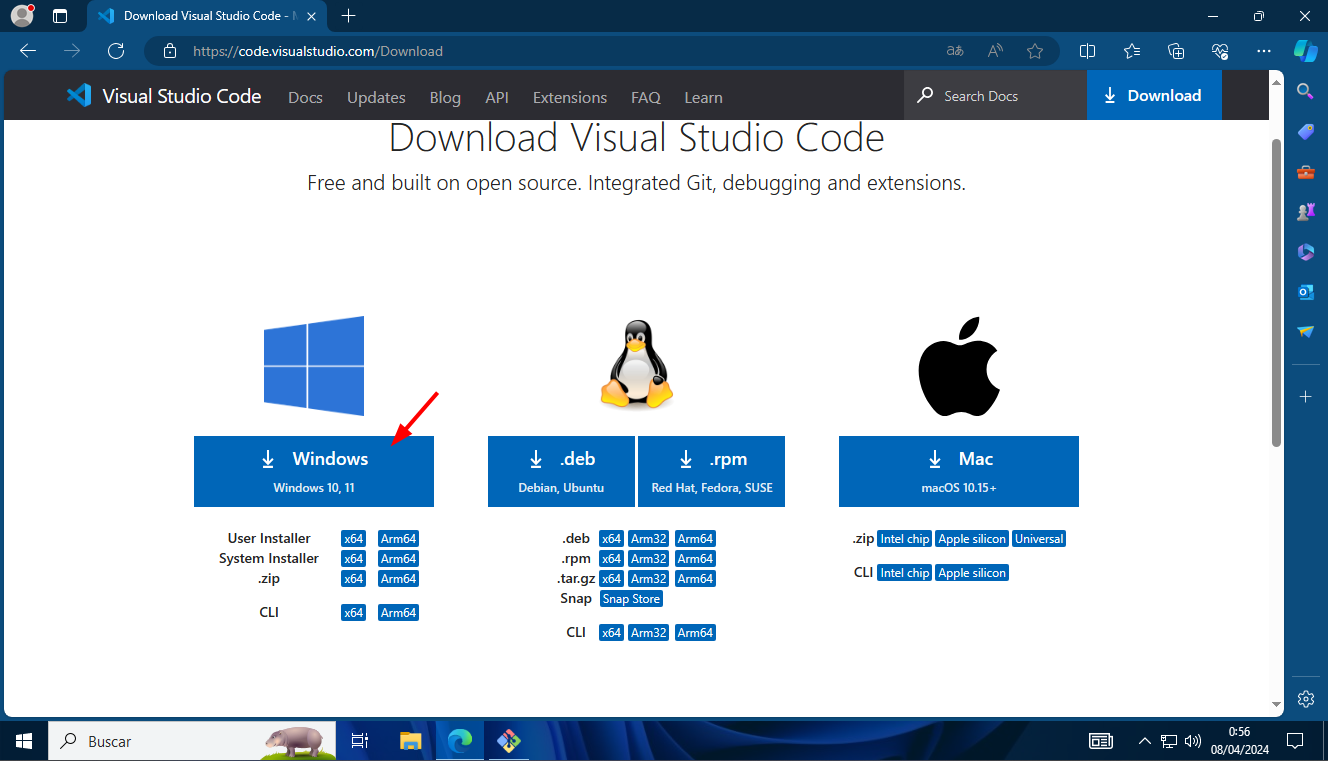 Download Visual Studio Code -
https://code.visualstudio.com/Download
Visual Studio Code Docs Updates Blog API Extensions FAQ Learn Search Docs Download
Download Visual Studio Code
Free and built on open source. Integrated Git, debugging and extensions.
Windows
Windows 10, 11
User Installer x64 Arm64
System Installer x64 Arm64
.zip x64 Arm64
CLI x64 Arm64
.deb
Debian, Ubuntu
.rpm
Red Hat, Fedora, SUSE
.deb x64 Arm32 Arm64
.rpm x64 Arm32 Arm64
.tar.gz x64 Arm32 Arm64
Snap Snap Store
CLI x64 Arm32 Arm64
Mac
macOS 10.15+
.zip Intel chip Apple silicon Universal
CLI Intel chip Apple silicon
Buscar
0:56
08/04/2024